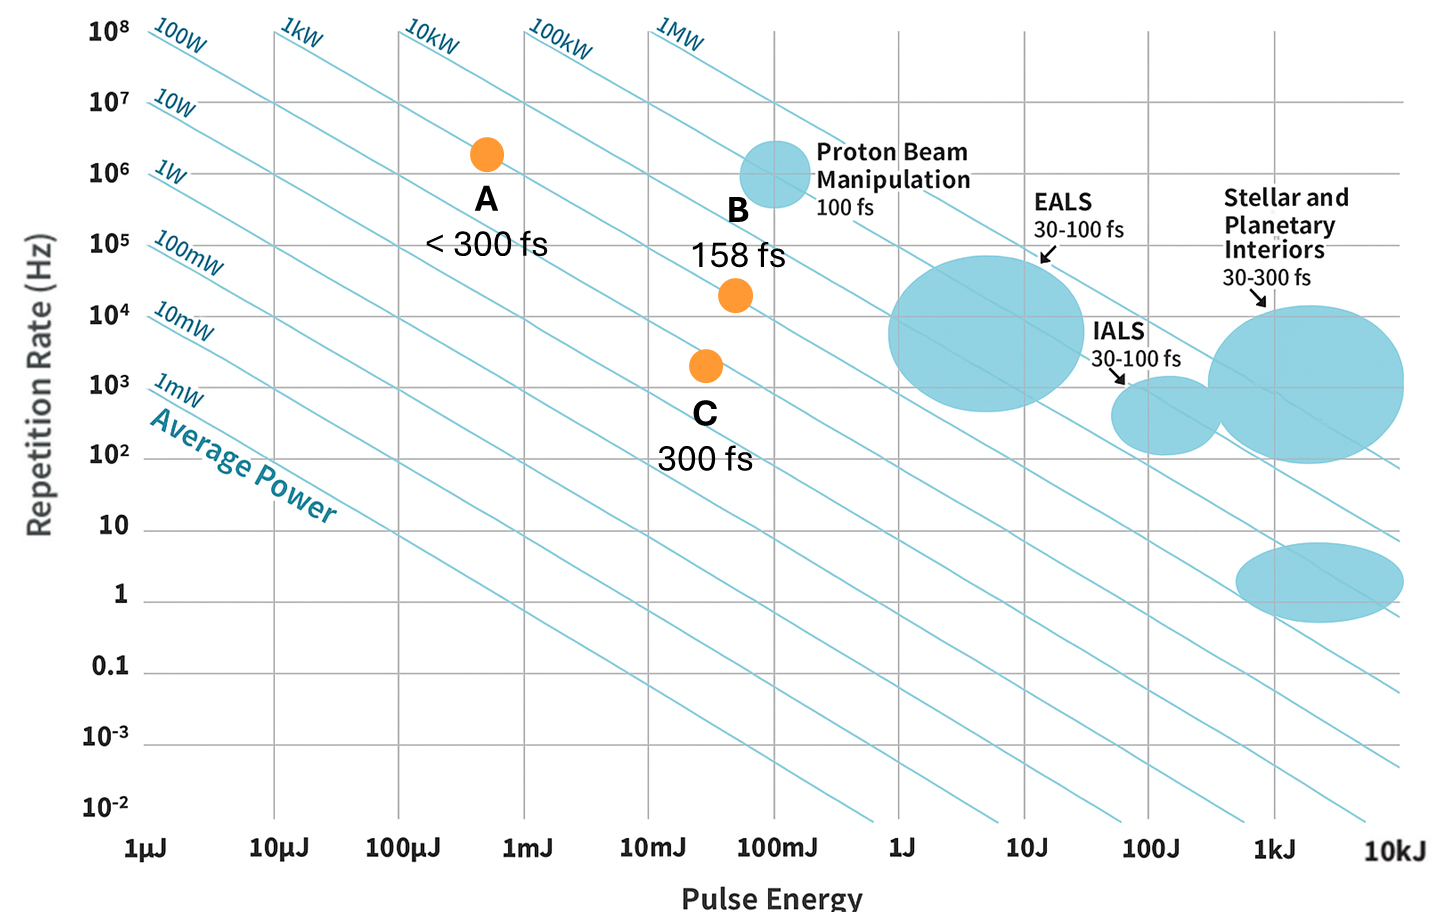 100W
1kW
10kW
100kW
1MW
10⁸
10⁷
10W
10⁶
1W
10⁵
100mW
10⁴
10mW
10³
1mW
10²
10
1
0.1
10⁻³
10⁻²
Average Power
Repetition Rate (Hz)
A
< 300 fs
B
158 fs
C
300 fs
Proton Beam
Manipulation
100 fs
EALS
30-100 fs
IALS
30-100 fs
Stellar and
Planetary
Interiors
30-300 fs
1µJ
10µJ
100µJ
1mJ
10mJ
100mJ
1J
10J
100J
1kJ
10kJ
Pulse Energy